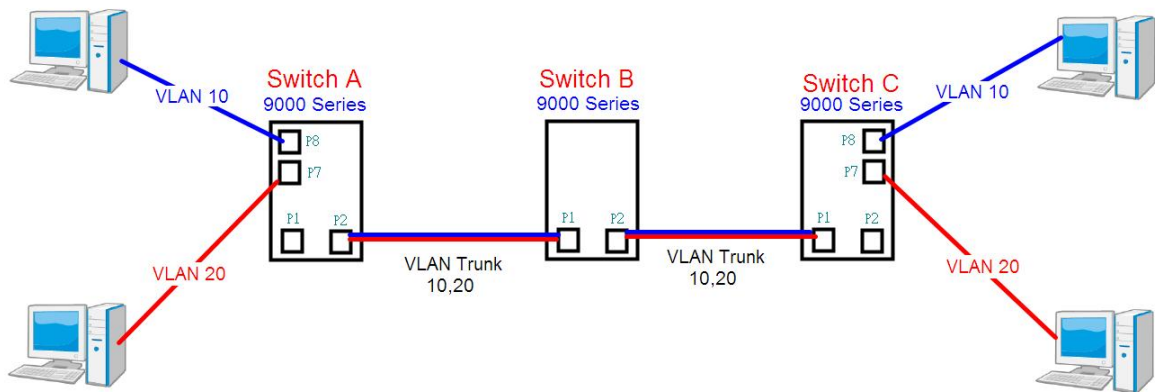 Switch A
9000 Series
Switch B
9000 Series
Switch C
9000 Series
VLAN 10
VLAN 10
P8
P7
P1
P2
P1
P2
P8
P7
P1
P2
VLAN 20
VLAN Trunk
10,20
VLAN Trunk
10,20
VLAN 20